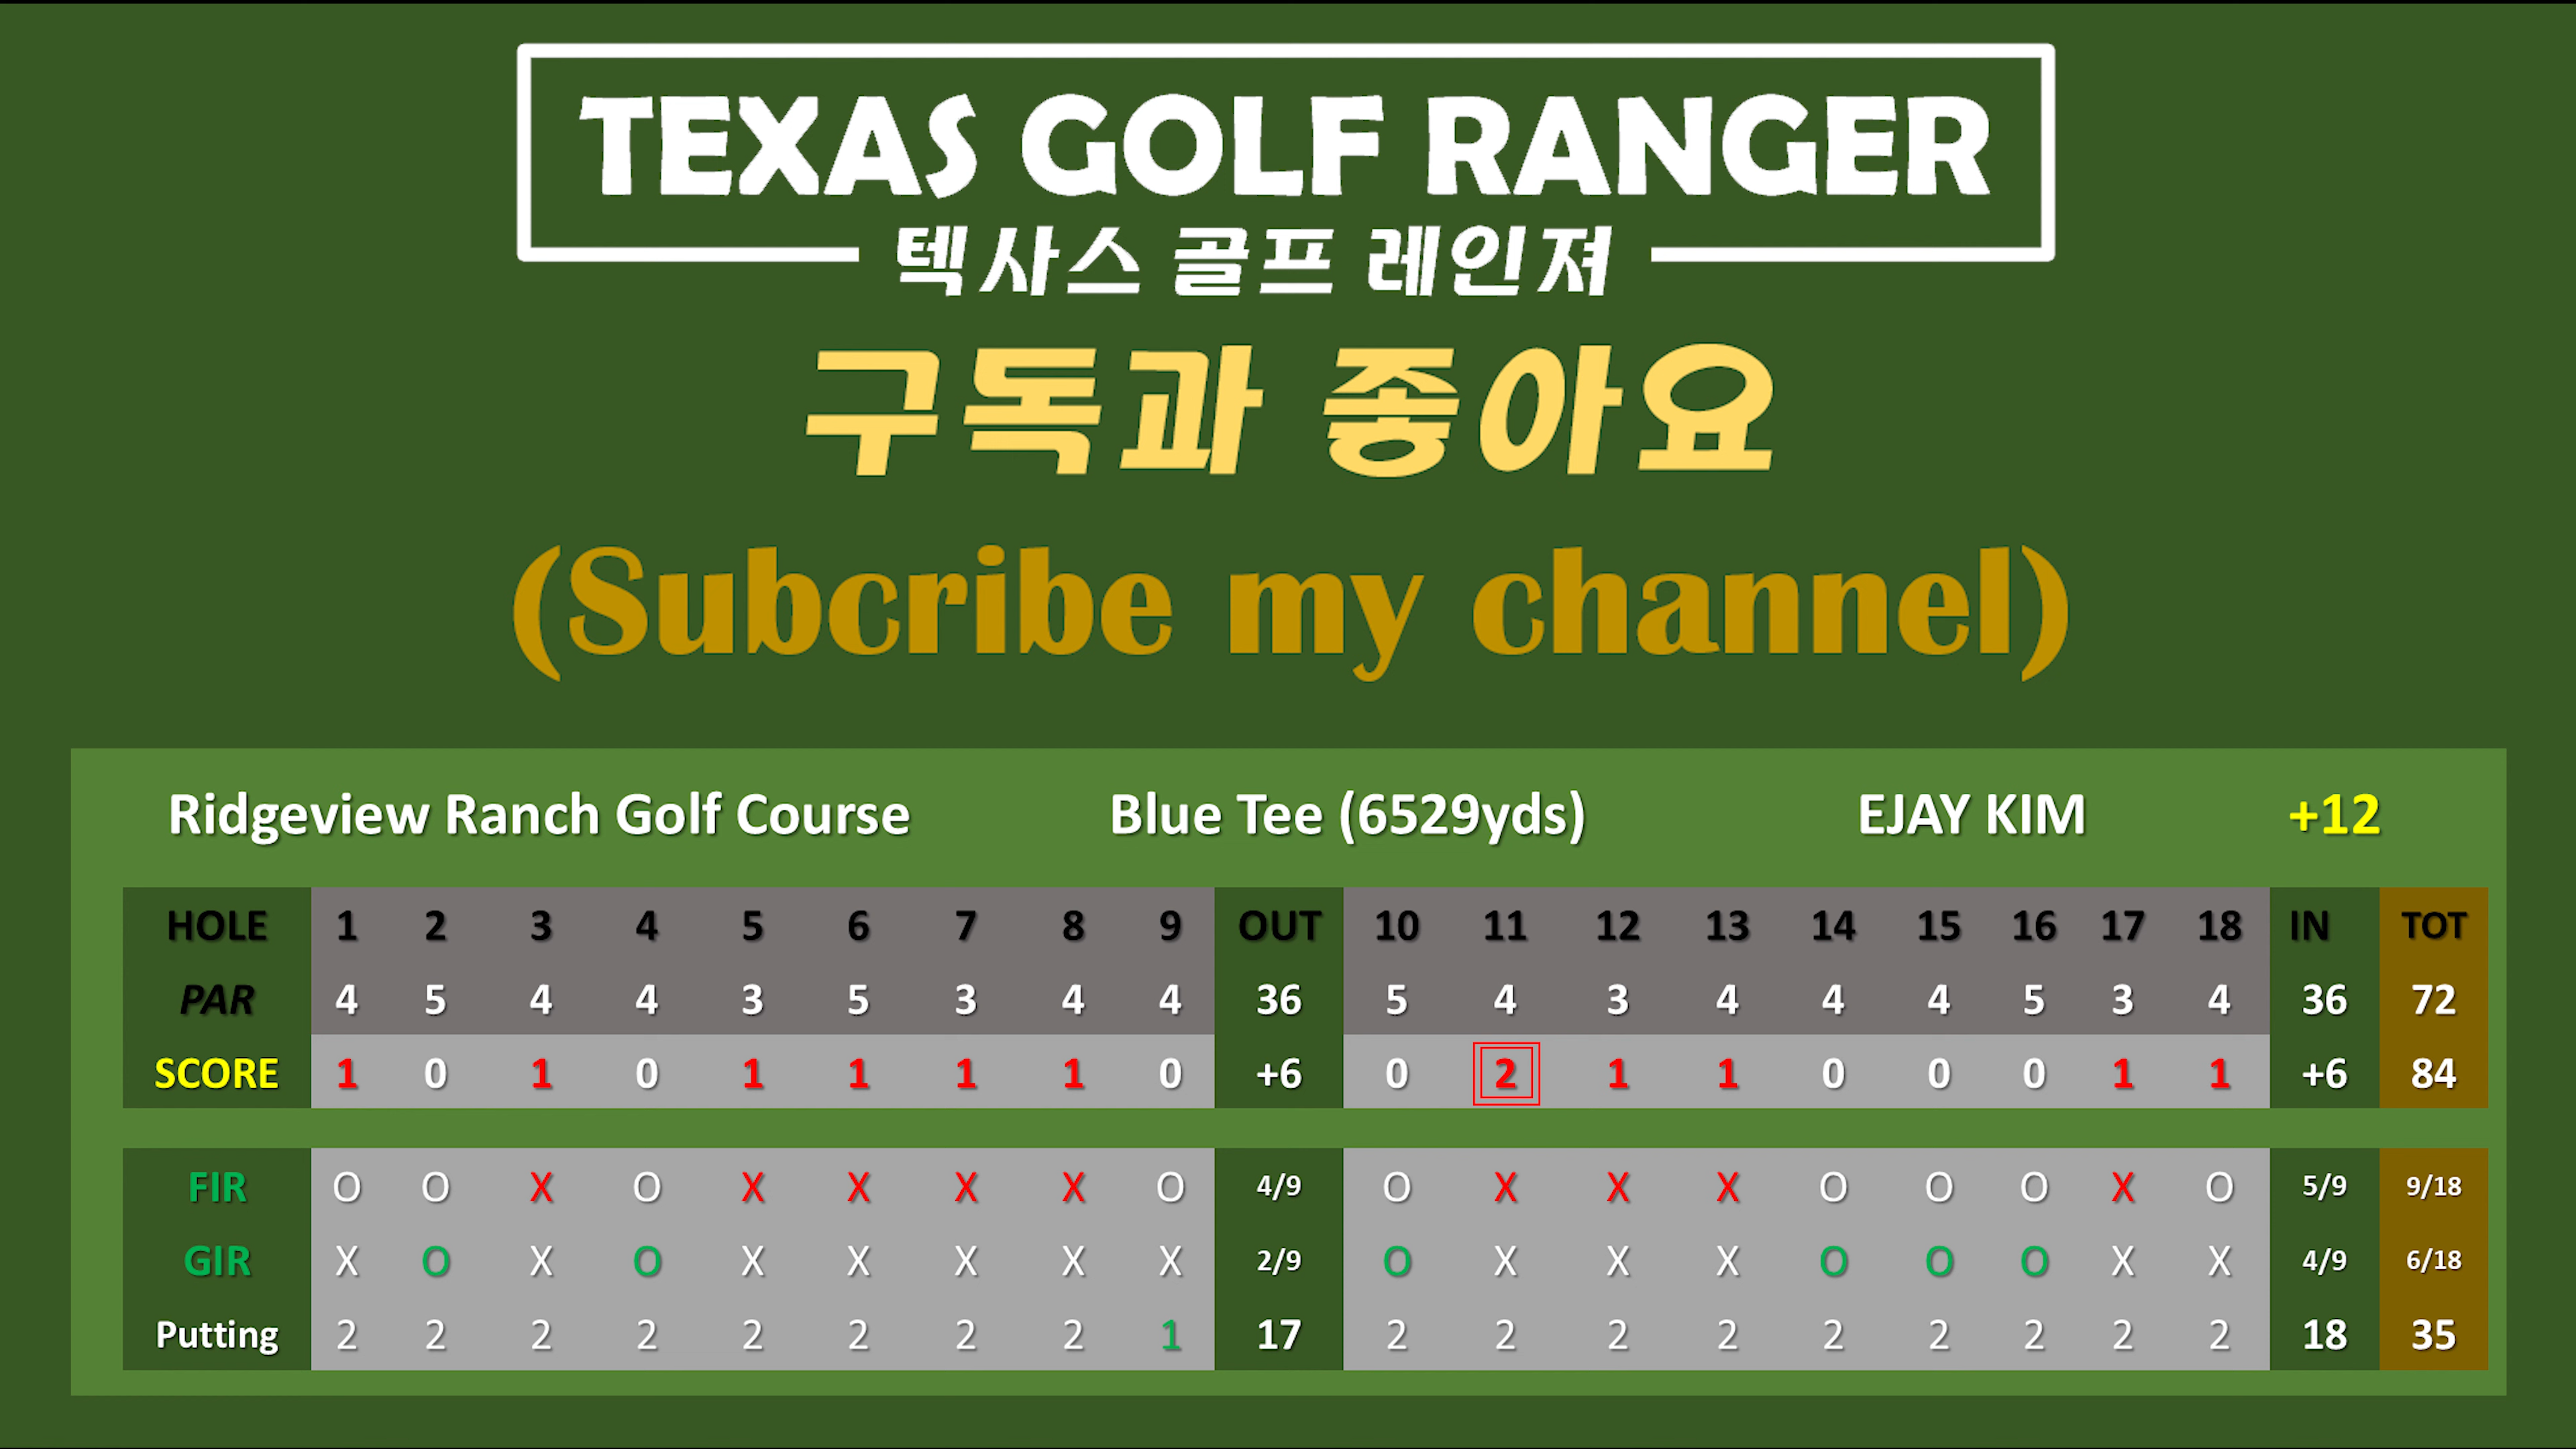 TEXAS GOLF RANGER
텍사스 골프 레인져
구독과 좋아요
(Subcribe my channel)
Ridgeview Ranch Golf Course Blue Tee (6529yds) EJAY KIM +12
HOLE 1 2 3 4 5 6 7 8 9 OUT 10 11 12 13 14 15 16 17 18 IN TOT
PAR 4 5 4 4 3 5 3 4 4 36 5 4 3 4 4 4 5 3 4 36 72
SCORE 1 0 1 0 1 1 1 1 0 +6 0 2 1 1 0 0 0 1 1 +6 84
FIR O O X O X X X X O 4/9 O X X X O O O X O 5/9 9/18
GIR X O X O X X X X X 2/9 O X X X O O O X X 4/9 6/18
Putting 2 2 2 2 2 2 2 2 1 17 2 2 2 2 2 2 2 2 2 18 35